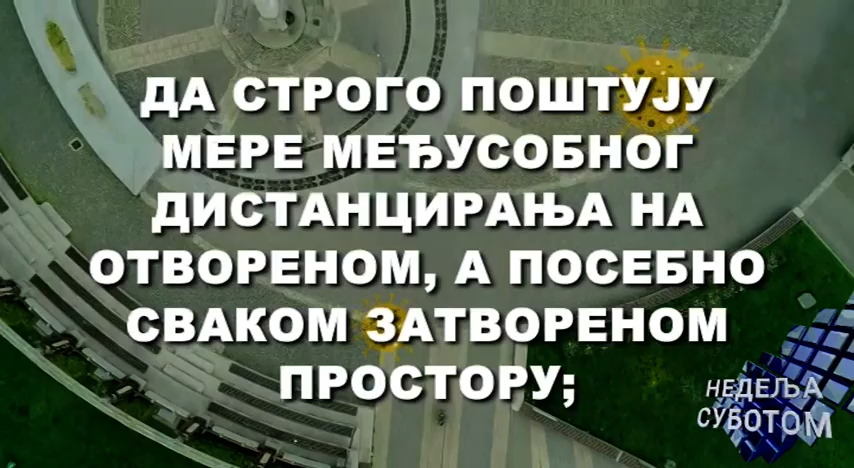 ДА СТРОГО ПОШТУЈУ
МЕРЕ МЕЂУСОБНОГ
ДИСТАНЦИРАЊА НА
ОТВОРЕНОМ, А ПОСЕБНО
СВАКОМ ЗАТВОРЕНОМ
ПРОСТОРУ;
НЕДЕЉА
СУБОТОМ